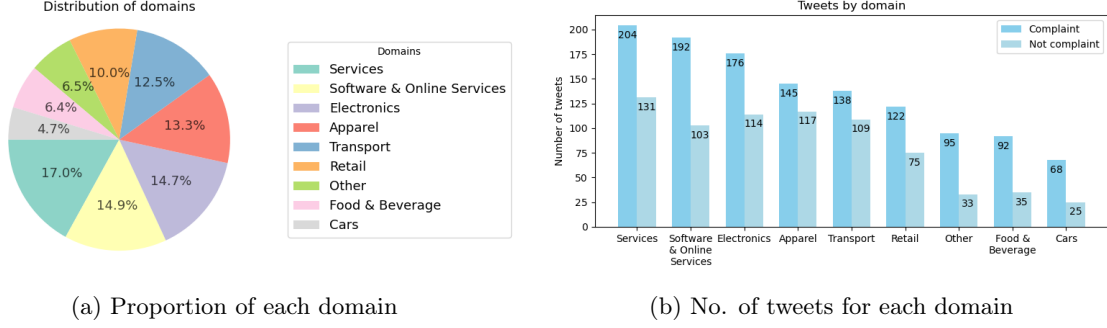 Distribution of domains
6.5%
10.0%
12.5%
6.4%
13.3%
4.7%
17.0%
14.9%
14.7%
Domains
Services
Software & Online Services
Electronics
Apparel
Transport
Retail
Other
Food & Beverage
Cars
(a) Proportion of each domain
Tweets by domain
Number of tweets
200
175
150
125
100
75
50
25
0
204
131
192
103
176
114
145
117
138
109
122
75
95
33
92
35
68
25
Complaint
Not complaint
Services
Software
& Online
Services
Electronics
Apparel
Transport
Retail
Other
Food &
Beverage
Cars
(b) No. of tweets for each domain